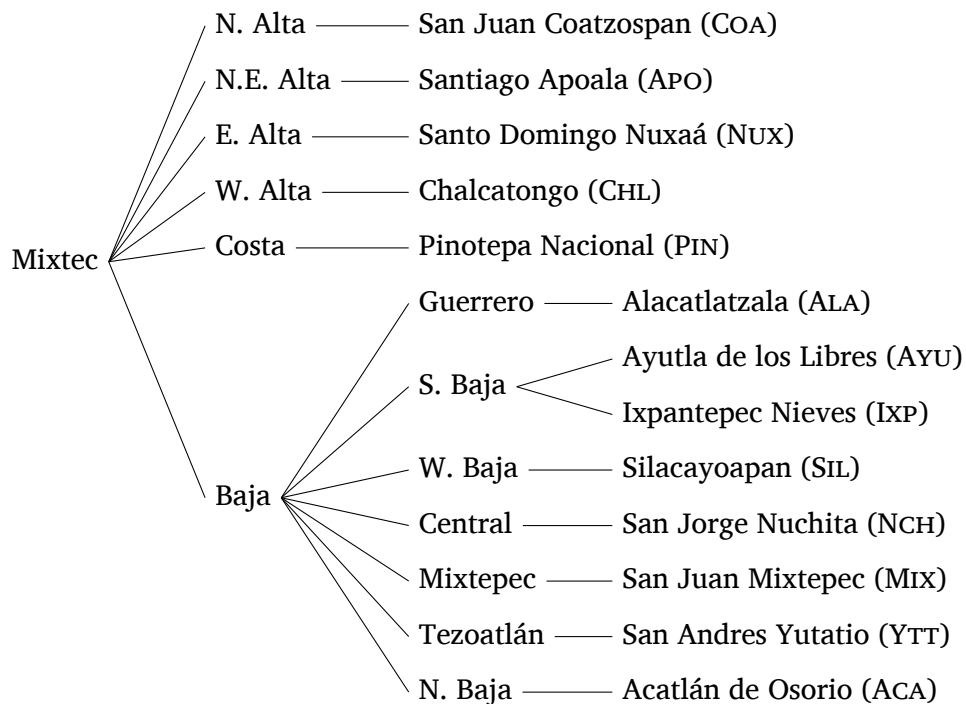 N. Alta San Juan Coatzospan (COA)
N.E. Alta Santiago Apoala (APO)
E. Alta Santo Domingo Nuxaá (NUX)
W. Alta Chalcatongo (CHL)
Mixtec
Costa Pinotepa Nacional (PIN)
Guerrero Alacatlatzala (ALA)
S. Baja
Ayutla de los Libres (AYU)
Ixpantepec Nieves (IXP)
W. Baja Silacayoapan (SIL)
Baja
Central San Jorge Nuchita (NCH)
Mixtepec San Juan Mixtepec (MIX)
Tezoatlán San Andres Yutatio (YTT)
N. Baja Acatlán de Osorio (ACA)